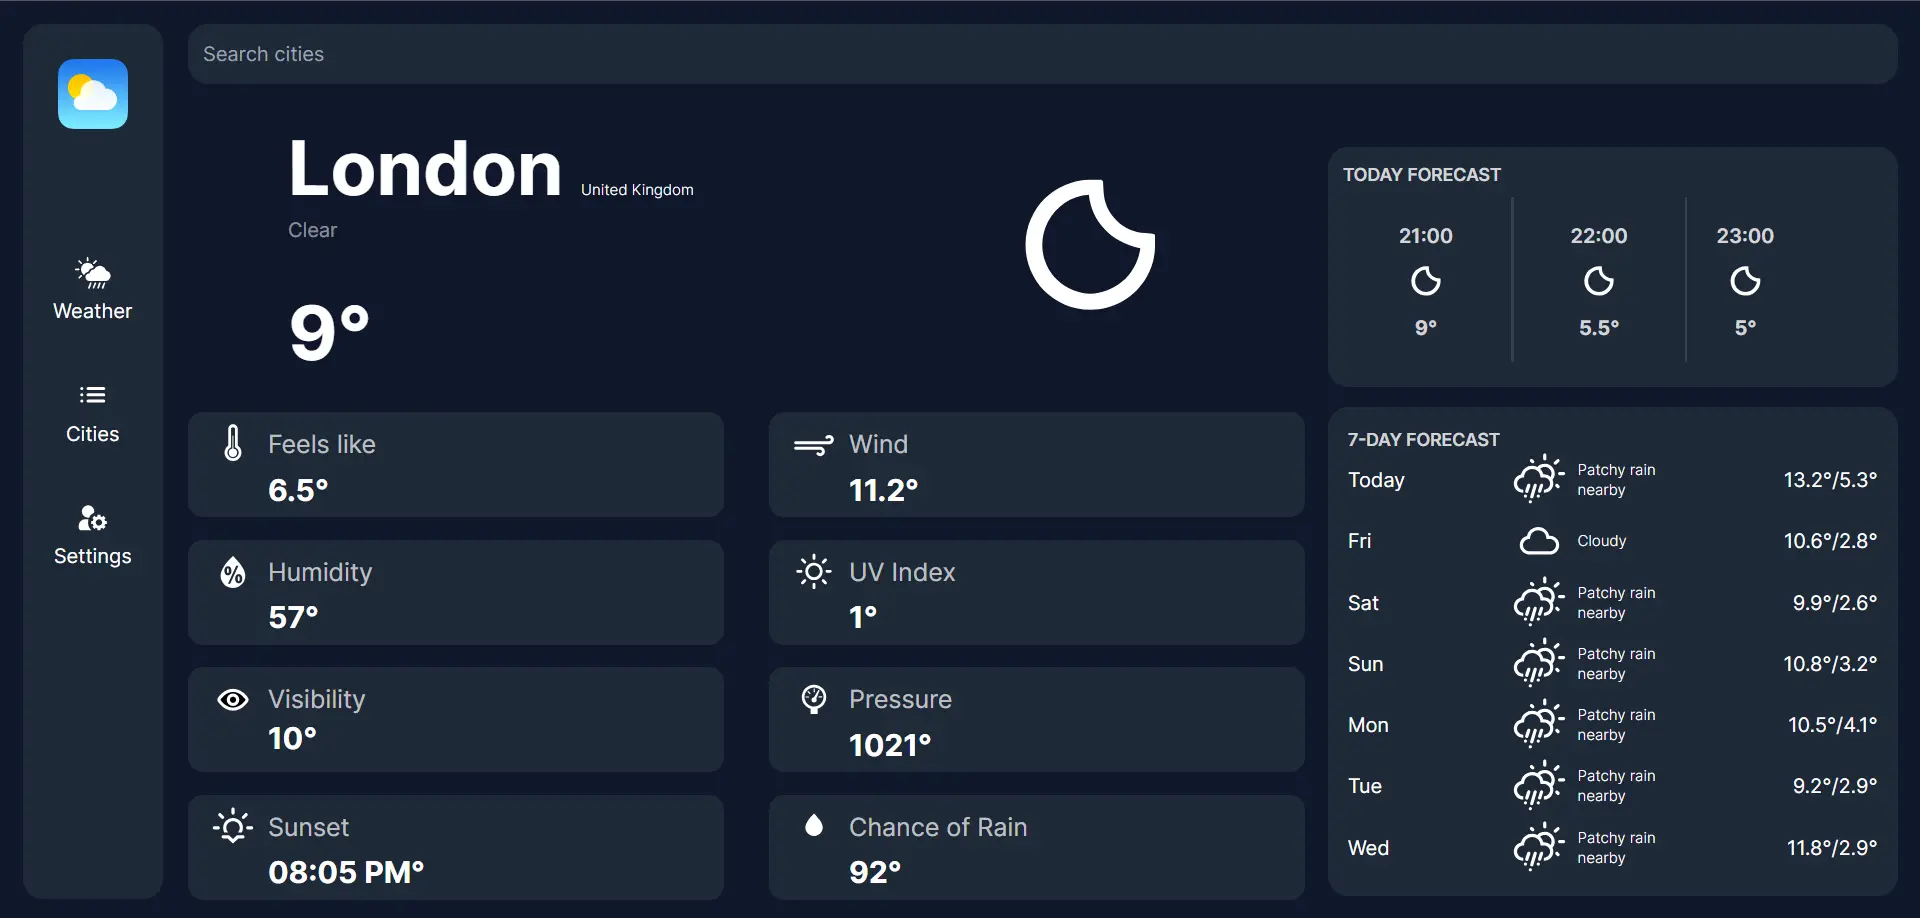 Search cities
Weather
Cities
Settings
London United Kingdom
Clear
9°
Feels like
6.5°
Wind
11.2°
Humidity
57°
UV Index
1°
Visibility
10°
Pressure
1021°
Sunset
08:05 PM°
Chance of Rain
92°
TODAY FORECAST
21:00 22:00 23:00
9° 5.5° 5°
7-DAY FORECAST
Today Patchy rain nearby 13.2°/5.3°
Fri Cloudy 10.6°/2.8°
Sat Patchy rain nearby 9.9°/2.6°
Sun Patchy rain nearby 10.8°/3.2°
Mon Patchy rain nearby 10.5°/4.1°
Tue Patchy rain nearby 9.2°/2.9°
Wed Patchy rain nearby 11.8°/2.9°